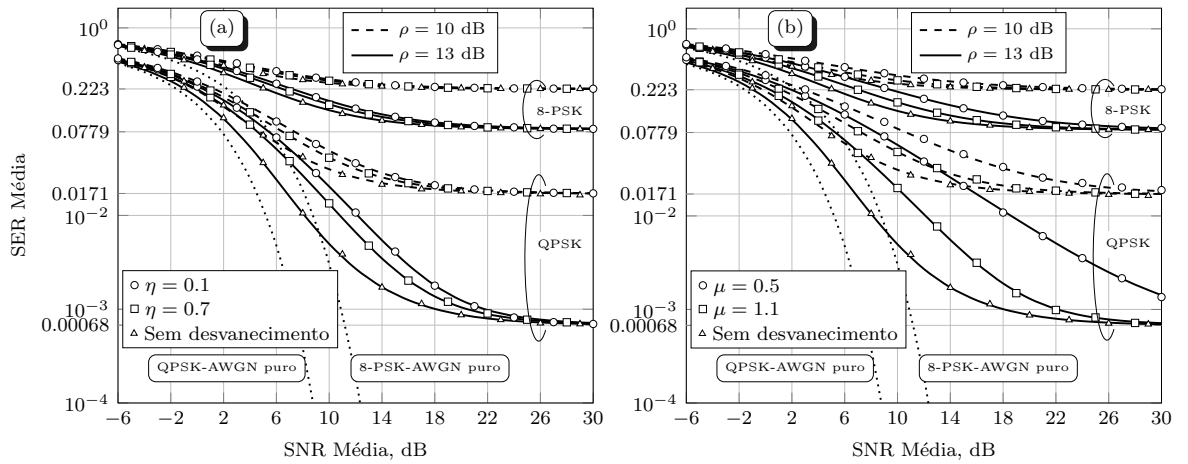 (a)
ρ = 10 dB
ρ = 13 dB
10^0
0.223
0.0779
0.0171
10^−2
10^−3
0.00068
10^−4
SER Média
8-PSK
QPSK
η = 0.1
η = 0.7
Sem desvanecimento
QPSK-AWGN puro
8-PSK-AWGN puro
−6 −2 2 6 10 14 18 22 26 30
SNR Média, dB
(b)
ρ = 10 dB
ρ = 13 dB
10^0
0.223
0.0779
0.0171
10^−2
10^−3
0.00068
10^−4
8-PSK
QPSK
μ = 0.5
μ = 1.1
Sem desvanecimento
QPSK-AWGN puro
8-PSK-AWGN puro
−6 −2 2 6 10 14 18 22 26 30
SNR Média, dB